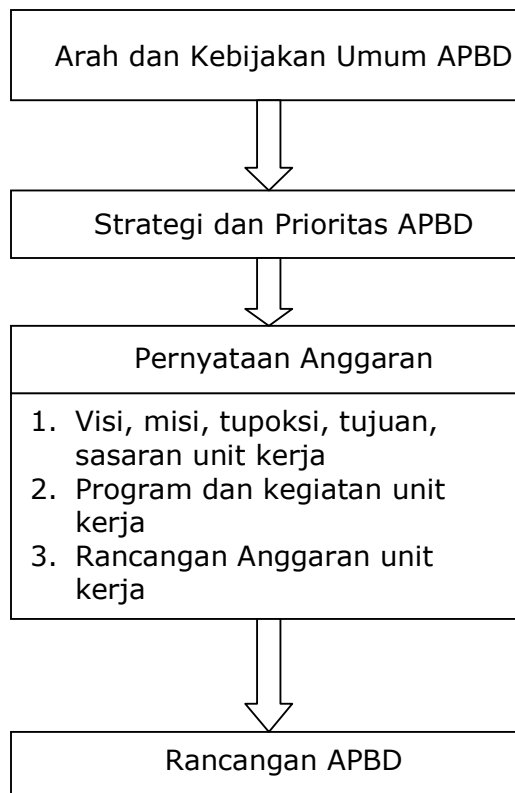 Arah dan Kebijakan Umum APBD
Strategi dan Prioritas APBD
Pernyataan Anggaran
1. Visi, misi, tupoksi, tujuan,
sasaran unit kerja
2. Program dan kegiatan unit
kerja
3. Rancangan Anggaran unit
kerja
Rancangan APBD